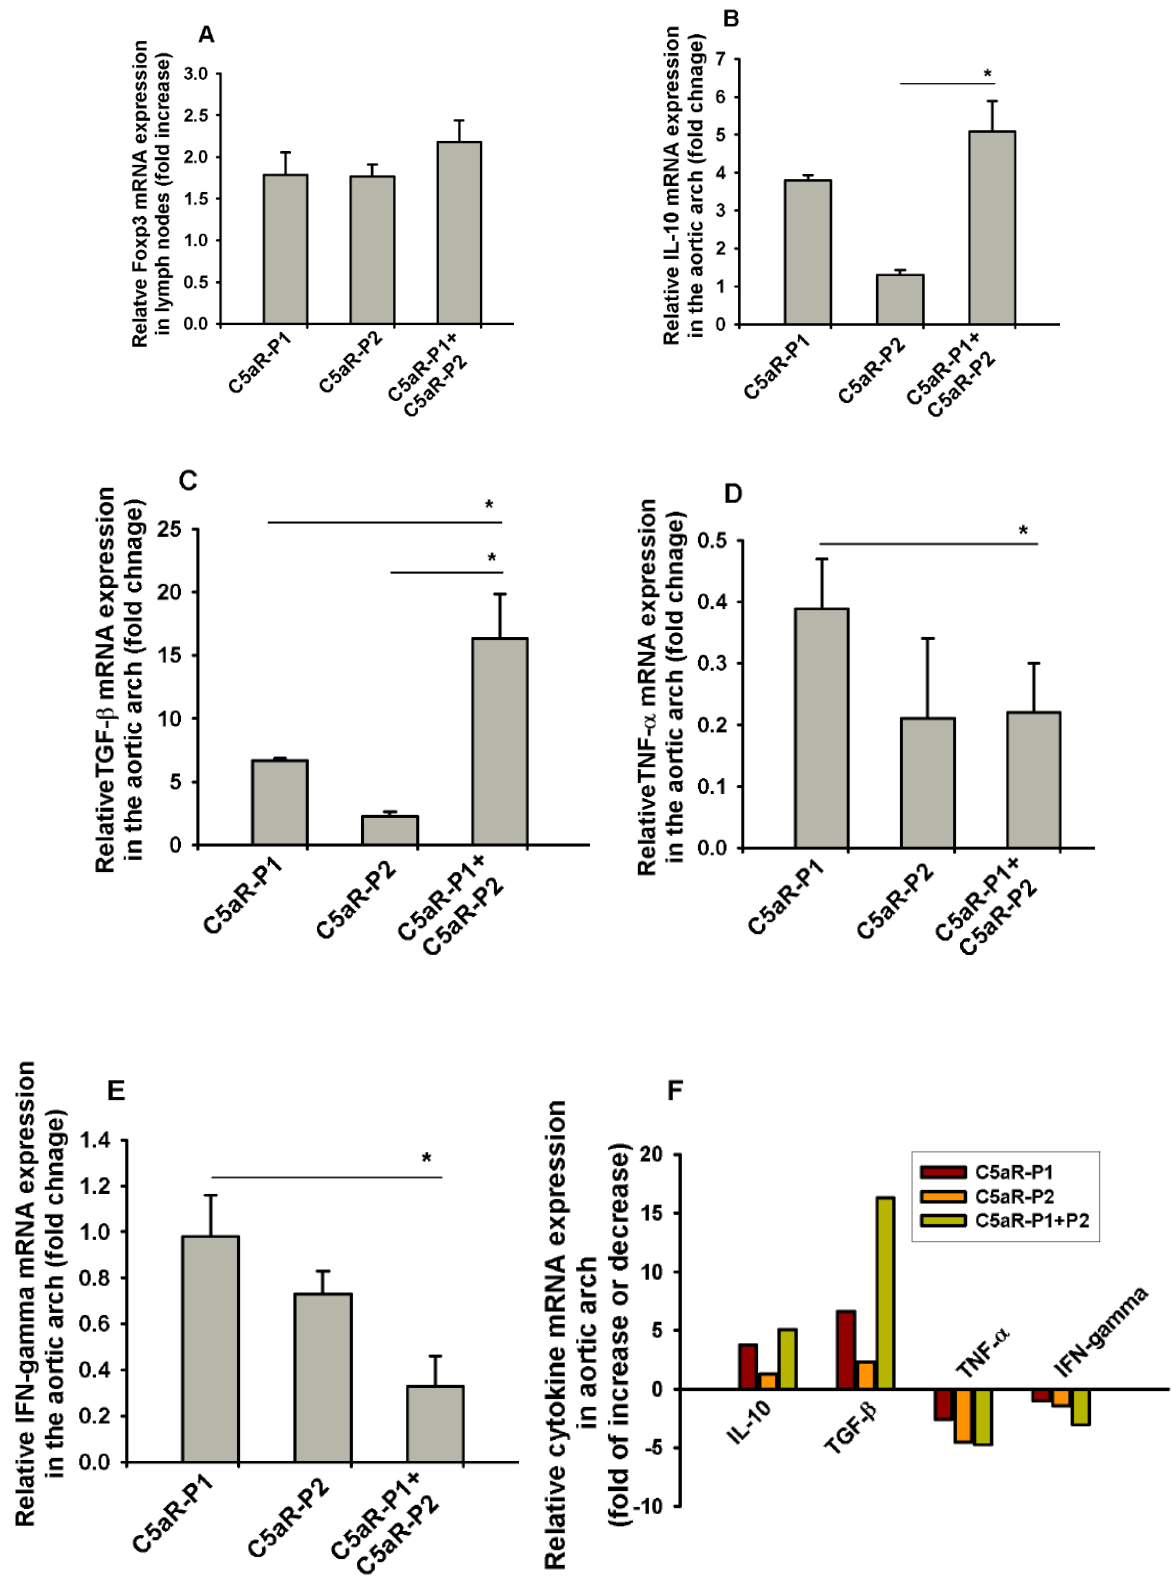 A
Relatve Foxp3 mRNA expression
in lymph nodes (fold increase)
3.0
2.5
2.0
1.5
1.0
0.5
0.0
C5aR-P1
C5aR-P2
C5aR-P1+
C5aR-P2
B
Relative IL-10 mRNA expression
in the aortic arch (fold chnage)
7
6
5
4
3
2
1
0
*
C5aR-P1
C5aR-P2
C5aR-P1+
C5aR-P2
C
RelativeTGF-β mRNA expression
in the aortic arch (fold chnage)
25
20
15
10
5
0
*
*
C5aR-P1
C5aR-P2
C5aR-P1+
C5aR-P2
D
RelativeTNF-α mRNA expression
in the aortic arch (fold chnage)
0.5
0.4
0.3
0.2
0.1
0.0
*
C5aR-P1
C5aR-P2
C5aR-P1+
C5aR-P2
E
Relative IFN-gamma mRNA expression
in the aortic arch (fold chnage)
1.4
1.2
1.0
0.8
0.6
0.4
0.2
0.0
*
C5aR-P1
C5aR-P2
C5aR-P1+
C5aR-P2
F
Relative cytokine mRNA expression
in aortic arch
(fold of increase or decrease)
20
15
10
5
0
-5
-10
C5aR-P1
C5aR-P2
C5aR-P1+P2
IL-10
TGF-β
TNF-α
IFN-gamma